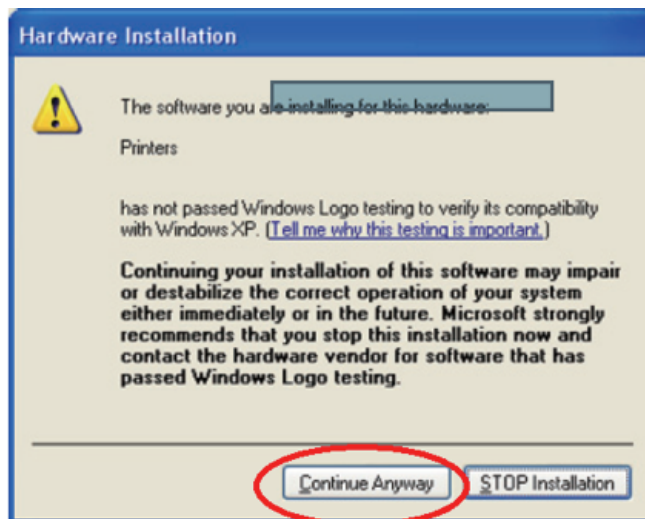 Hardware Installation
The software you are installing for this hardware:
Printers
has not passed Windows Logo testing to verify its compatibility
with Windows XP. (Tell me why this testing is important.)
Continuing your installation of this software may impair
or destabilize the correct operation of your system
either immediately or in the future. Microsoft strongly
recommends that you stop this installation now and
contact the hardware vendor for software that has
passed Windows Logo testing.
Continue Anyway
STOP Installation